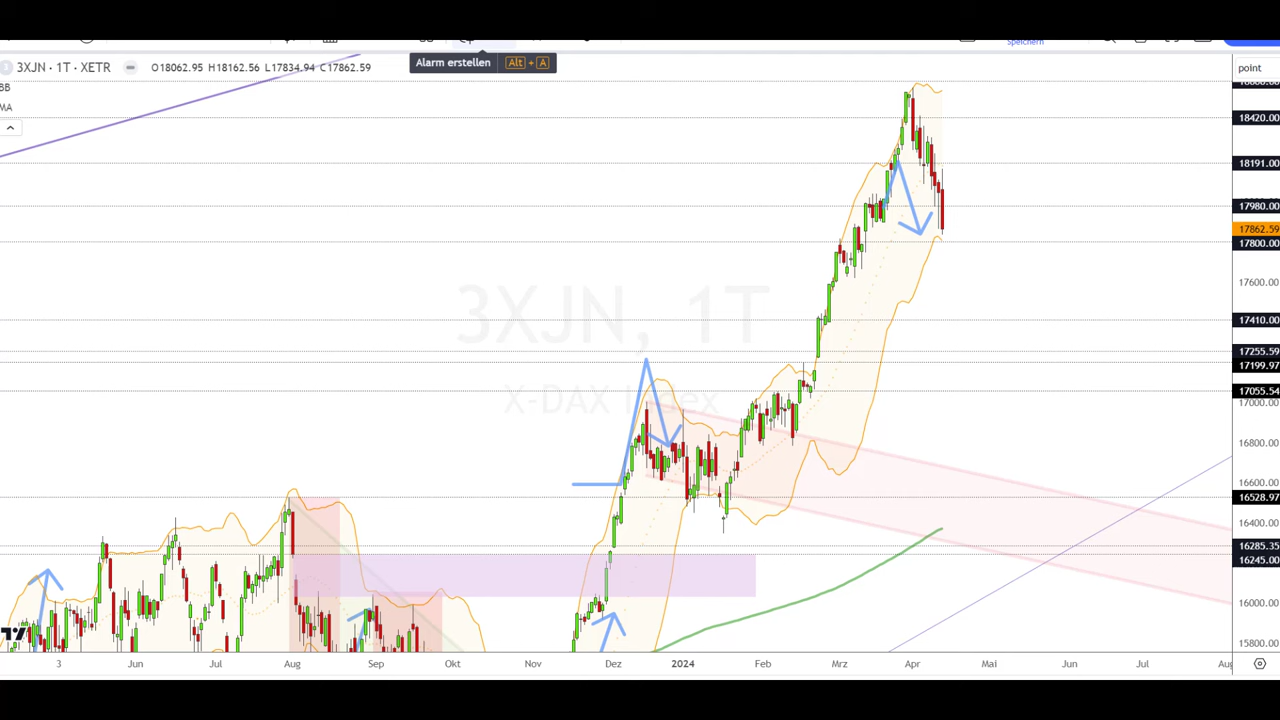 Speichern
3XJN · 1T · XETR O18062.95 H18162.56 L17834.94 C17862.59
Alarm erstellen Alt + A
point
BB
MA
18420.00
18191.00
17980.00
17862.59
17800.00
17600.00
3XJN, 1T
17410.00
17255.59
17199.97
X-DAX Index
17055.54
17000.00
16800.00
16600.00
16528.97
16400.00
16285.35
16245.00
16000.00
15800.00
3 Jun Jul Aug Sep Okt Nov Dez 2024 Feb Mrz Apr Mai Jun Jul Aug